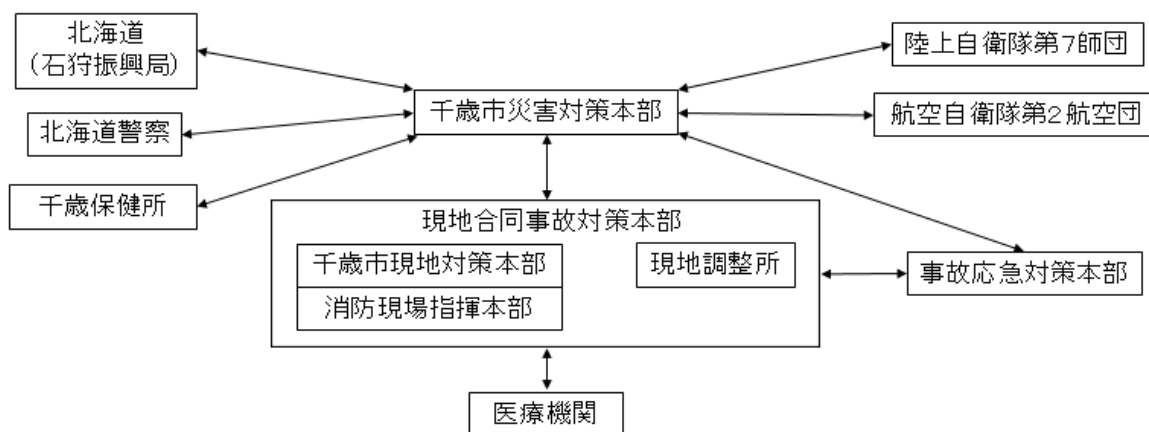 北海道
（石狩振興局）
陸上自衛隊第7師団
千歳市災害対策本部
航空自衛隊第2航空団
北海道警察
千歳保健所
現地合同事故対策本部
千歳市現地対策本部
現地調整所
消防現場指揮本部
事故応急対策本部
医療機関